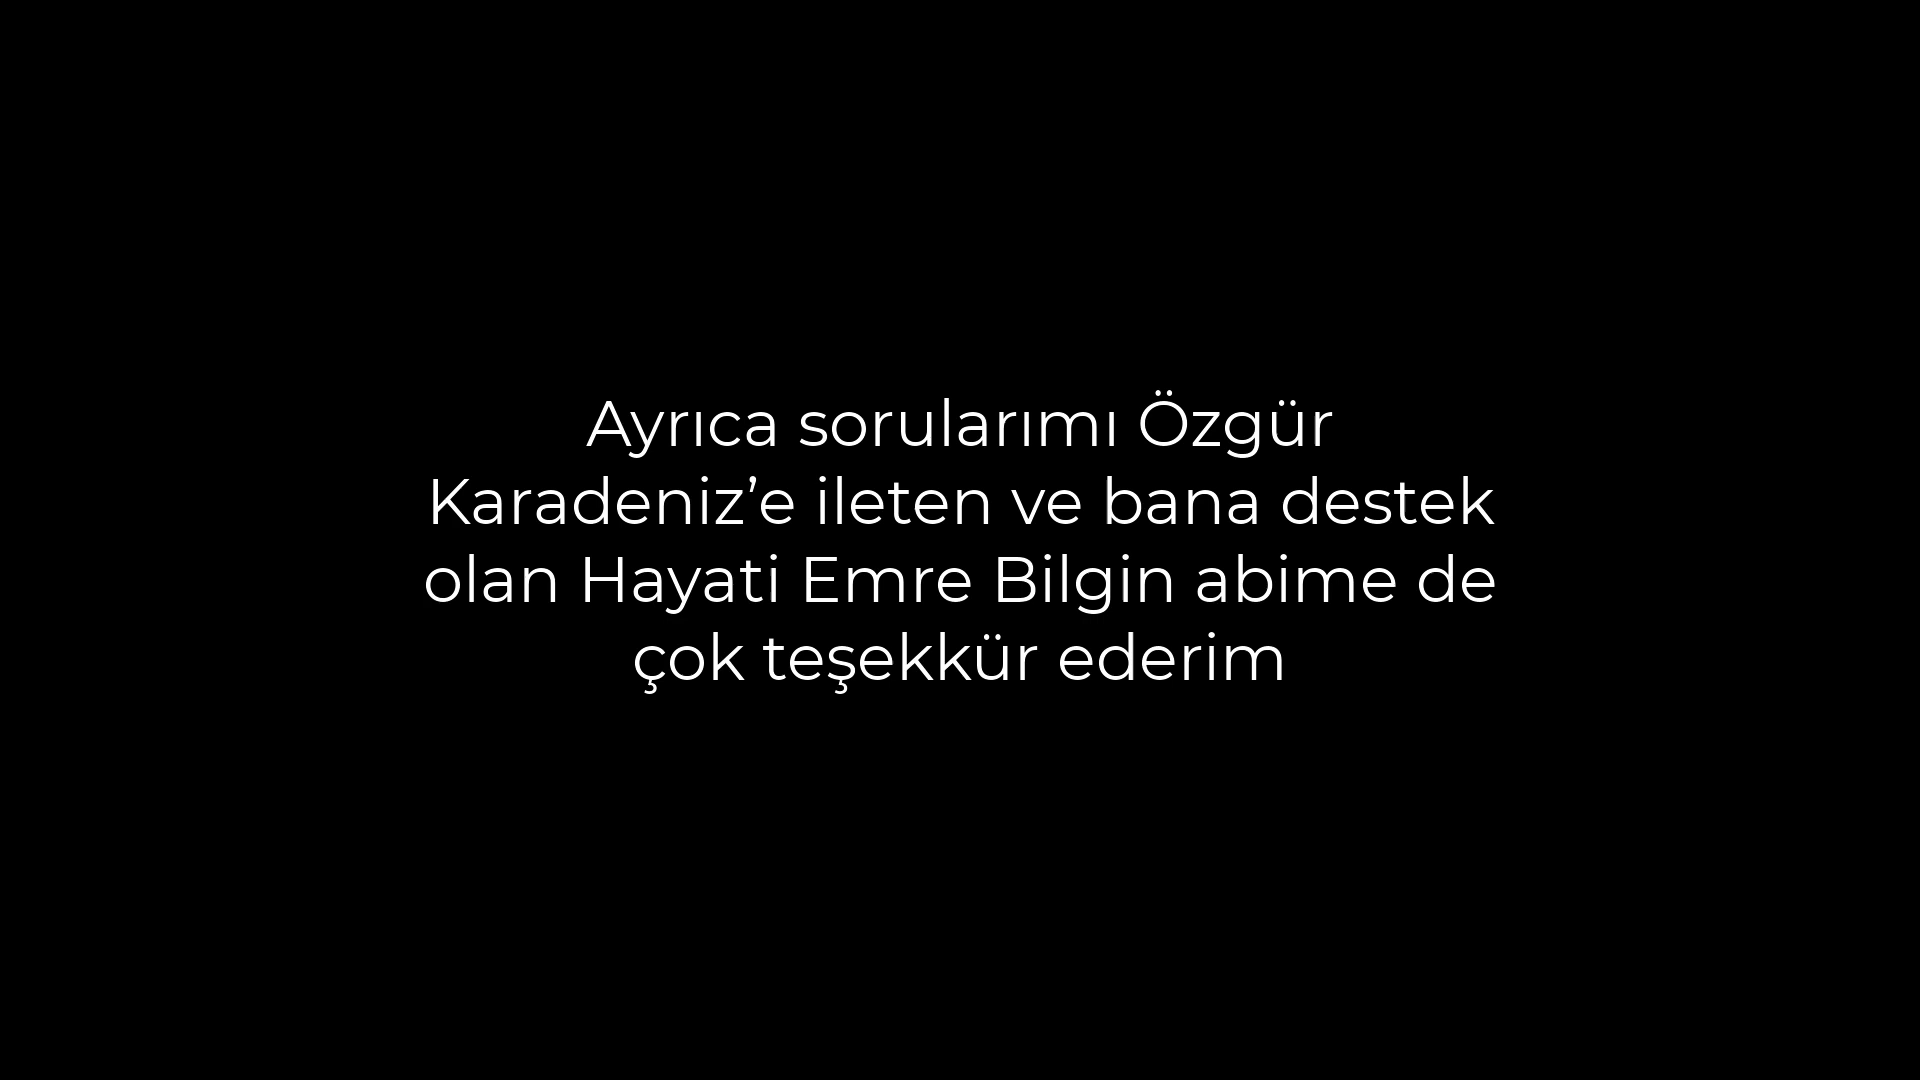 Ayrıca sorularımı Özgür
Karadeniz’e ileten ve bana destek
olan Hayati Emre Bilgin abime de
çok teşekkür ederim